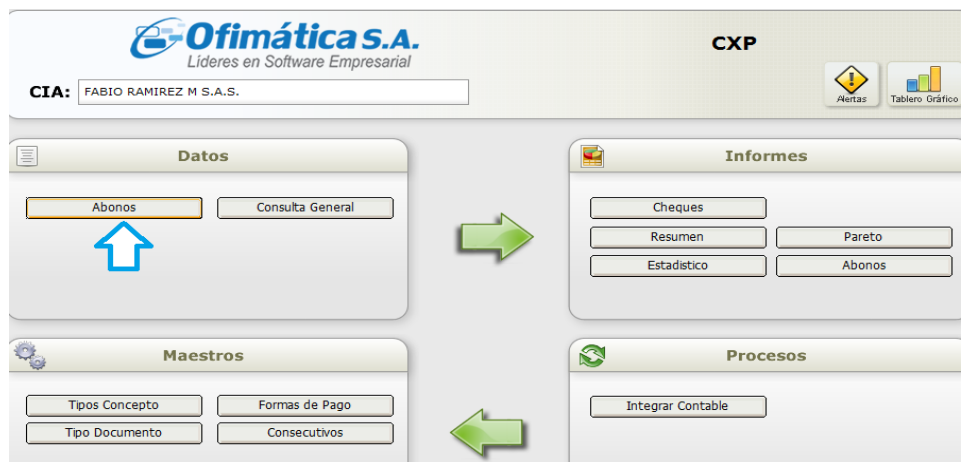 Ofimática S.A.
Líderes en Software Empresarial
CXP
CIA: FABIO RAMIREZ M S.A.S.
Alertas
Tablero Gráfico
Datos
Abonos
Consulta General
Informes
Cheques
Resumen
Pareto
Estadistico
Abonos
Maestros
Tipos Concepto
Formas de Pago
Tipo Documento
Consecutivos
Procesos
Integrar Contable